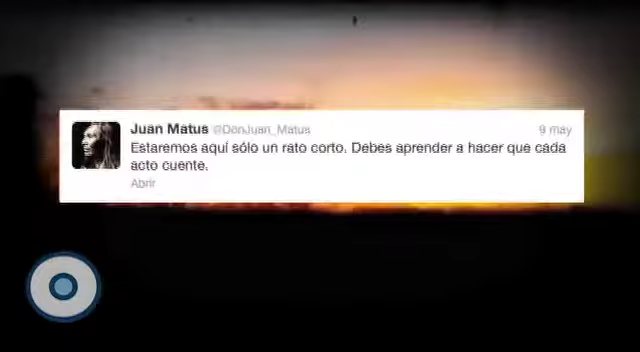 Juan Matus @DonJuan_Matus 9 may
Estaremos aquí sólo un rato corto. Debes aprender a hacer que cada
acto cuente.
Abrir